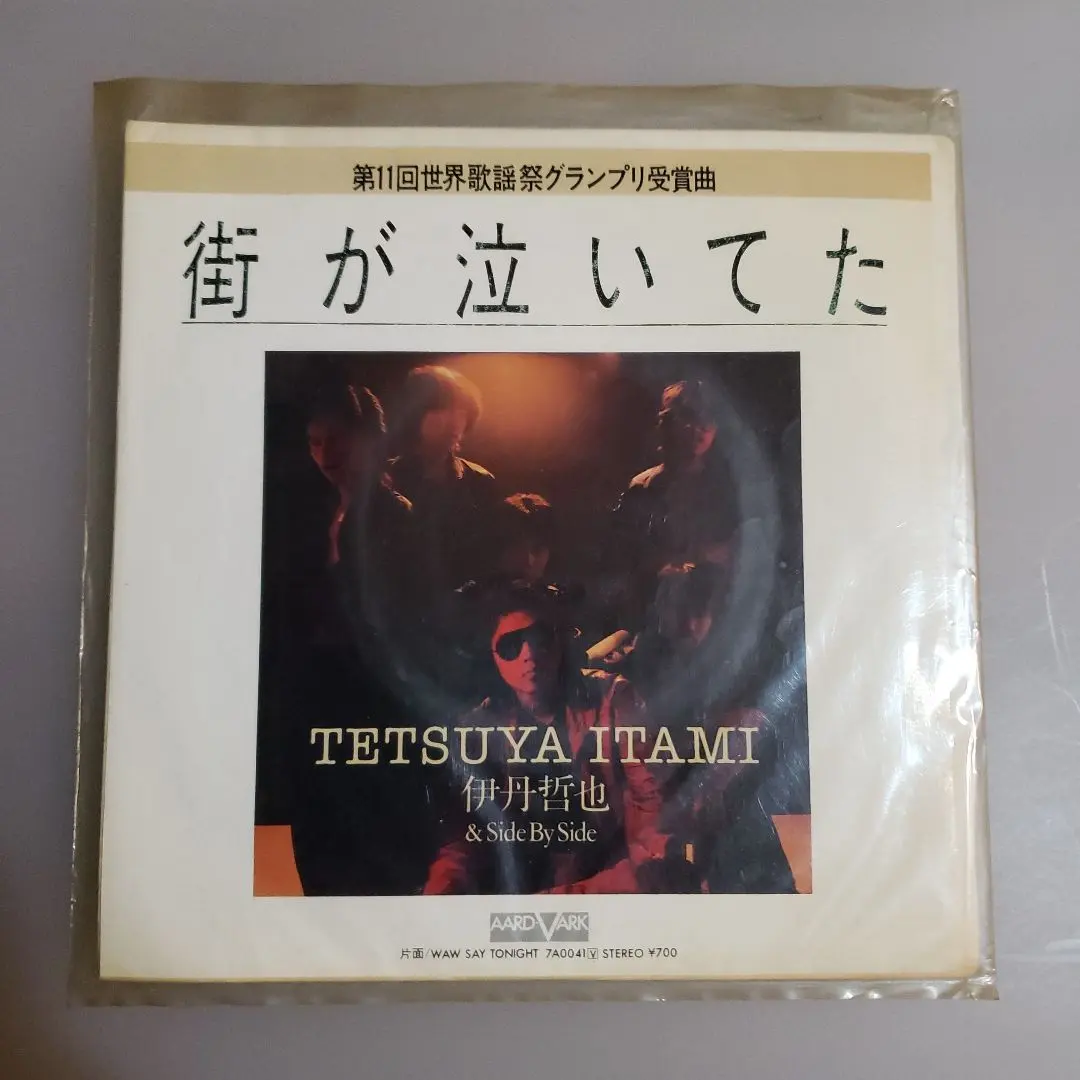 第11回世界歌謡祭グランプリ受賞曲
街が泣いてた
TETSUYA ITAMI
伊丹哲也
& Side By Side
AARD-VARK
片面/WAW SAY TONIGHT 7A0041 Ⓥ STEREO ¥700